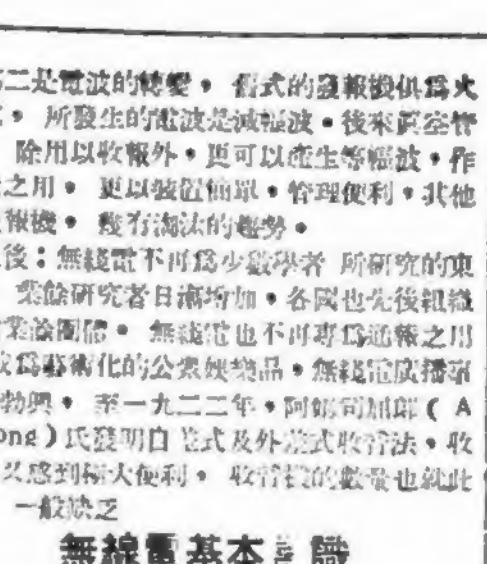 二是電波的轉變。舊式的發報機俱爲火
。所發生的電波是減幅波。後來眞空管
除用以收報外。更可以產生等幅波。作
之用。更以裝置簡單。管理便利。其他
報機。幾有淘汰的趨勢。
後：無綫電不再爲少數學者 所研究的東
業餘研究者日漸增加。各國也先後組織
業餘團體。無綫電也不再專爲通報之用
爲藝術化的公衆娛樂品。無綫電廣播
勃興。至一九二二年。阿 司 郎（ A
ong ）氏發明自 式及外差式收音法。收
又感到極大便利。收音機的數量也就此
一般缺乏
無線電基本 識